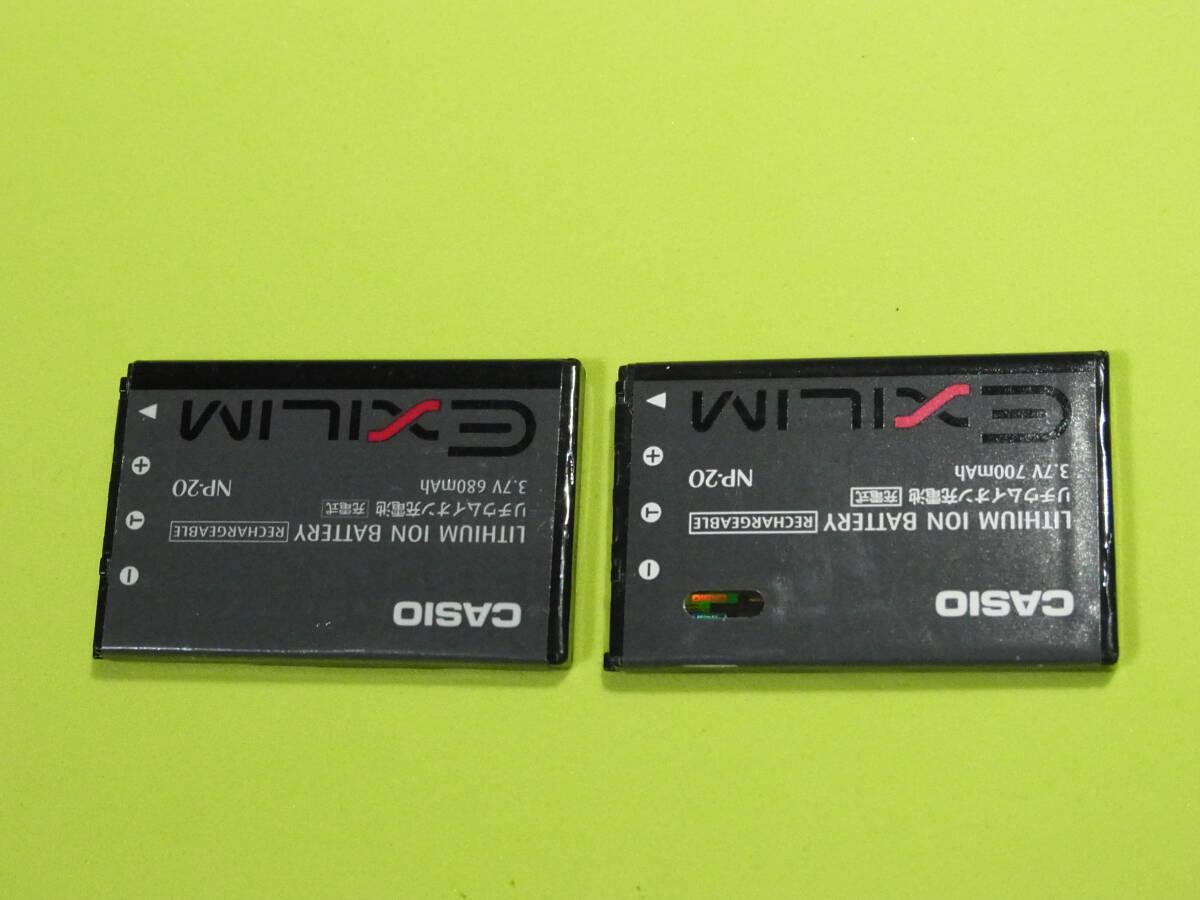 CASIO
LITHIUM ION BATTERY RECHARGEABLE
リチウムイオン充電池 充電式
3.7V 680mAh NP-20
EXILIM
+
T
−
CASIO
LITHIUM ION BATTERY RECHARGEABLE
リチウムイオン充電池 充電式
3.7V 700mAh NP-20
EXILIM
+
T
−